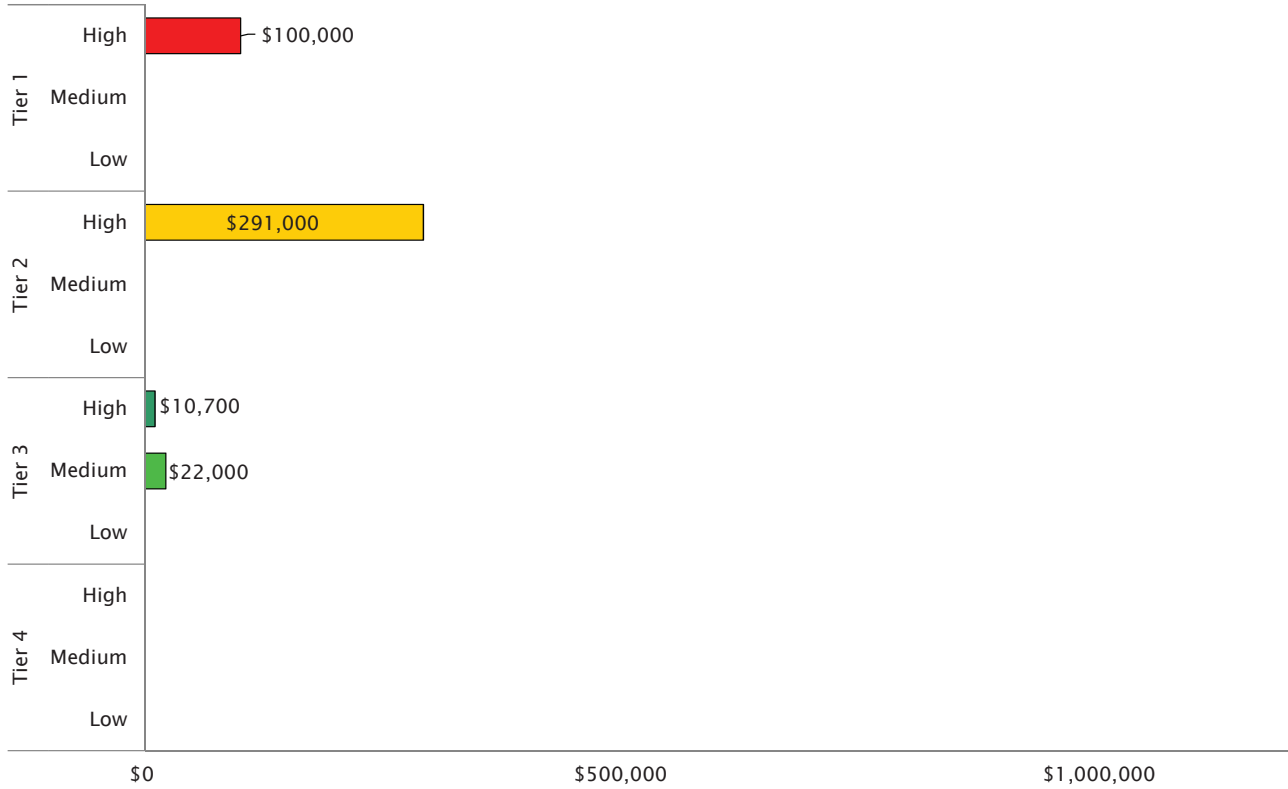 Tier 1
High
$100,000
Medium
Low
Tier 2
High
$291,000
Medium
Low
Tier 3
High
$10,700
Medium
$22,000
Low
Tier 4
High
Medium
Low
$0
$500,000
$1,000,000